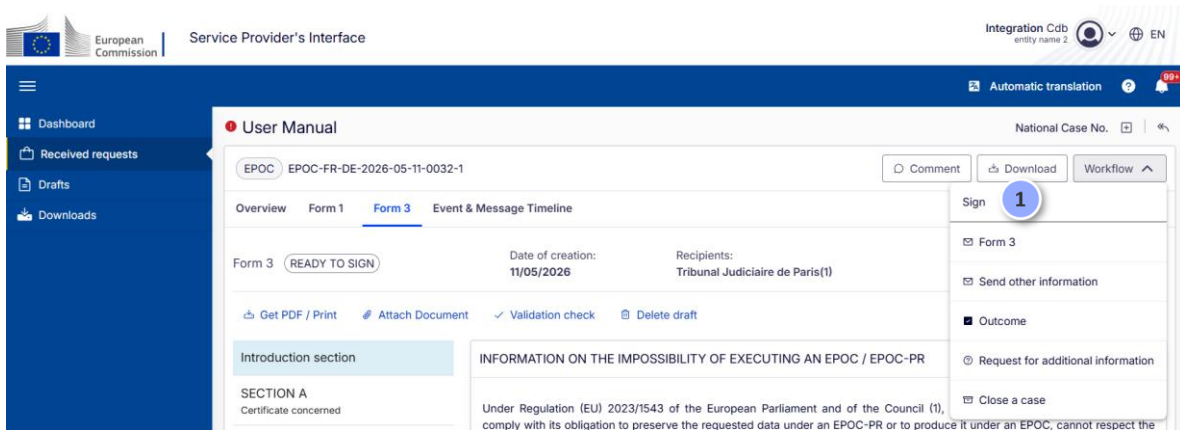 European
Commission
Service Provider's Interface
Integration Cdb
entity name 2
EN
Automatic translation
?
99+
Dashboard
Received requests
Drafts
Downloads
User Manual
National Case No.
EPOC EPOC-FR-DE-2026-05-11-0032-1
Comment
Download
Workflow
Overview Form 1 Form 3 Event & Message Timeline
Sign 1
Form 3
Send other information
Outcome
Request for additional information
Close a case
Form 3 READY TO SIGN
Date of creation:
11/05/2026
Recipients:
Tribunal Judiciaire de Paris(1)
Get PDF / Print Attach Document Validation check Delete draft
Introduction section
SECTION A
Certificate concerned
INFORMATION ON THE IMPOSSIBILITY OF EXECUTING AN EPOC / EPOC-PR
Under Regulation (EU) 2023/1543 of the European Parliament and of the Council (1),
comply with its obligation to preserve the requested data under an EPOC-PR or to produce it under an EPOC, cannot respect the